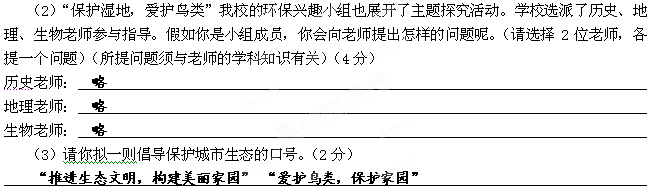 (2)“保护湿地，爱护鸟类”我校的环保兴趣小组也展开了主题探究活动。学校选派了历史、地
理、生物老师参与指导。假如你是小组成员，你会向老师提出怎样的问题呢。(请选择 2 位老师，各
提一个问题)(所提问题须与老师的学科知识有关)(4 分)
历史老师： 略
地理老师： 略
生物老师： 略
(3)请你拟一则倡导保护城市生态的口号。(2 分)
“推进生态文明，构建美丽家园” “爱护鸟类，保护家园”